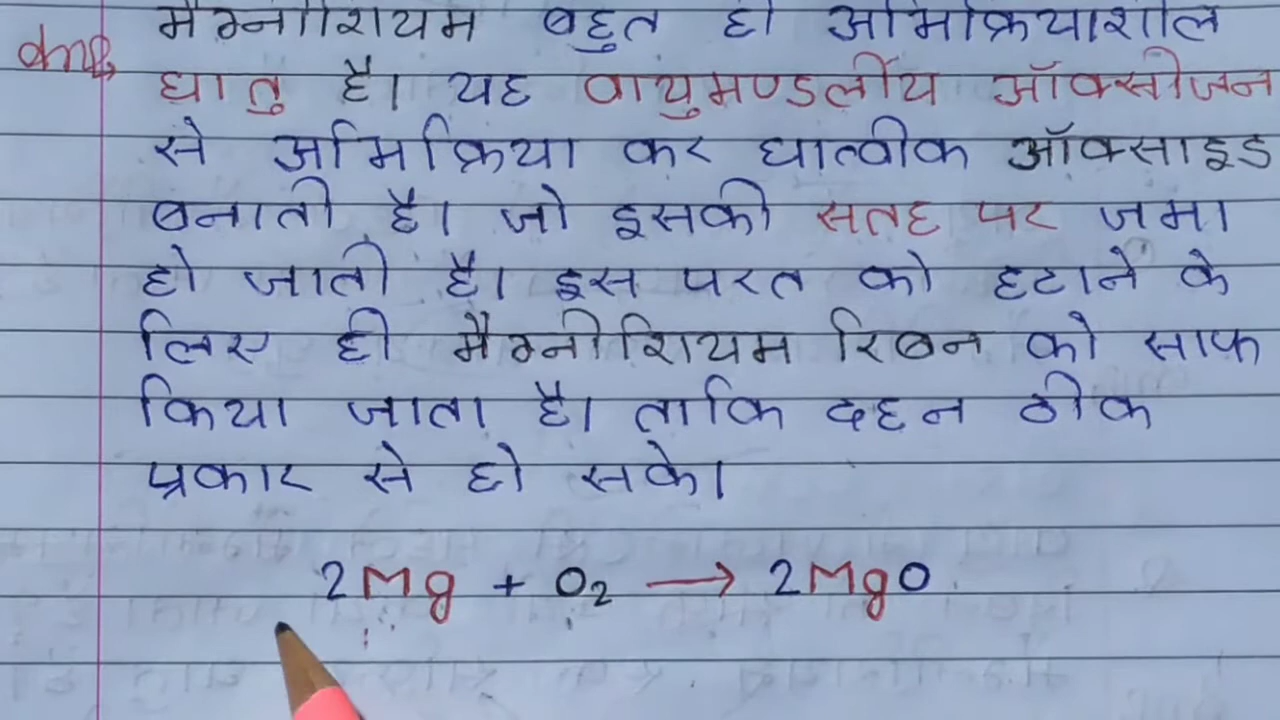 Ans, मैग्नीशियम बहुत ही अभिक्रियाशील
धातु है। यह वायुमण्डलीय ऑक्सीजन
से अभिक्रिया कर धात्वीक ऑक्साइड
बनाती है। जो इसकी सतह पर जमा
हो जाती है। इस परत को हटाने के
लिए ही मैग्नीशियम रिबन को साफ
किया जाता है। ताकि दहन ठीक
प्रकार से हो सके।
2Mg + O₂ → 2MgO